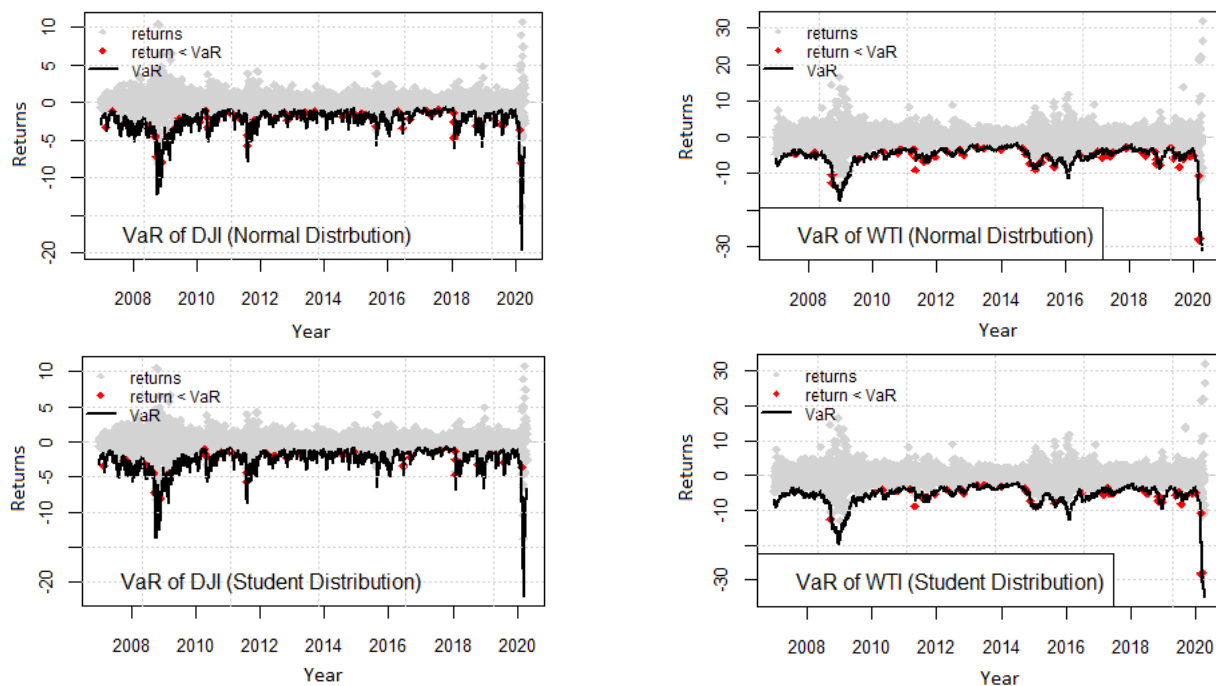 10
5
0
-5
-10
-20
Returns
returns
return < VaR
VaR
VaR of DJI (Normal Distrbution)
2008 2010 2012 2014 2016 2018 2020
Year
30
20
10
0
-10
-30
Returns
returns
return < VaR
VaR
VaR of WTI (Normal Distrbution)
2008 2010 2012 2014 2016 2018 2020
Year
10
5
0
-5
-10
-20
Returns
returns
return < VaR
VaR
VaR of DJI (Student Distribution)
2008 2010 2012 2014 2016 2018 2020
Year
30
20
10
0
-10
-30
Returns
returns
return < VaR
VaR
VaR of WTI (Student Distribution)
2008 2010 2012 2014 2016 2018 2020
Year